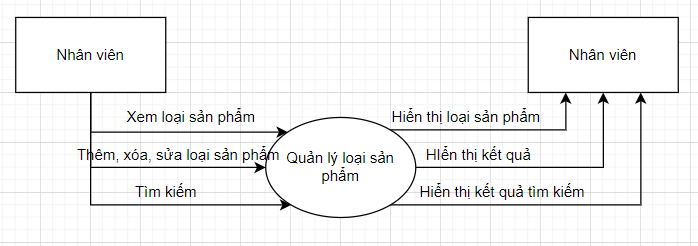 Nhân viên
Nhân viên
Xem loại sản phẩm
Hiển thị loại sản phẩm
Thêm, xóa, sửa loại sản phẩm
Quản lý loại sản
phẩm
HIển thị kết quả
Tìm kiếm
Hiển thị kết quả tìm kiếm